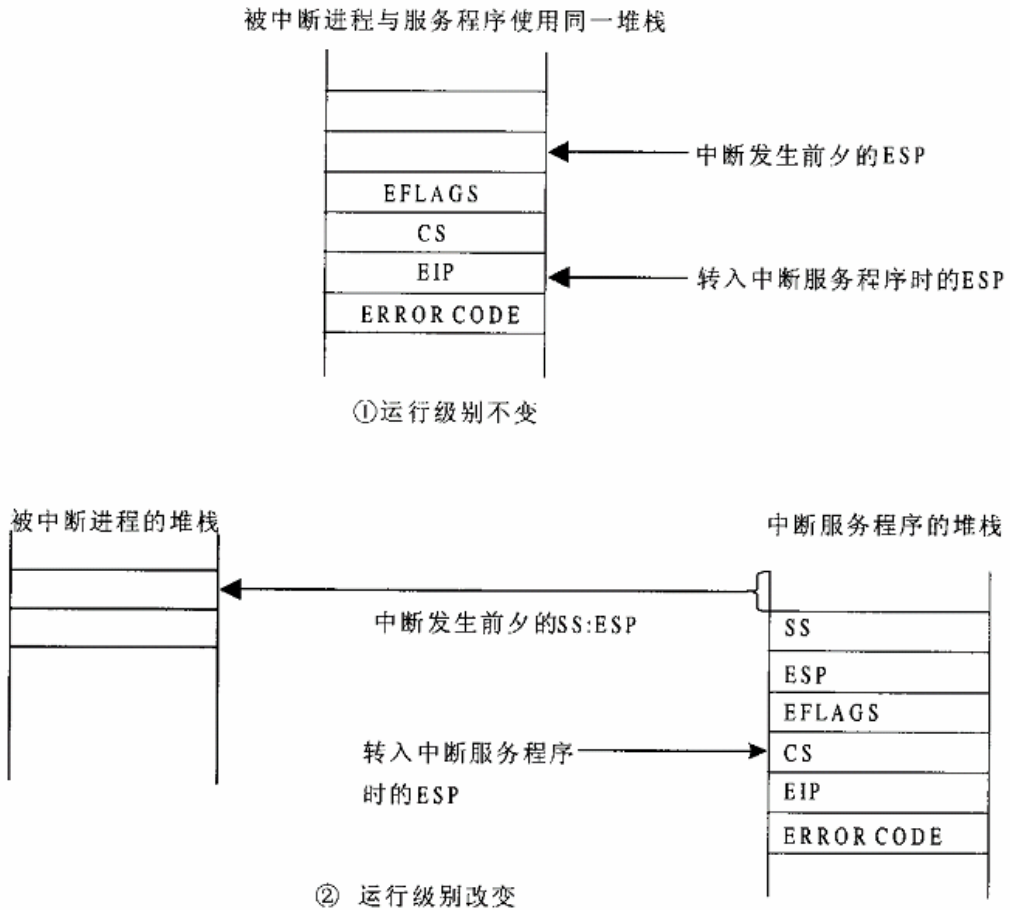 被中断进程与服务程序使用同一堆栈
中断发生前夕的ESP
EFLAGS
CS
EIP
转入中断服务程序时的ESP
ERROR CODE
①运行级别不变
被中断进程的堆栈
中断服务程序的堆栈
中断发生前夕的SS:ESP
SS
ESP
EFLAGS
转入中断服务程序
时的ESP
CS
EIP
ERROR CODE
② 运行级别改变